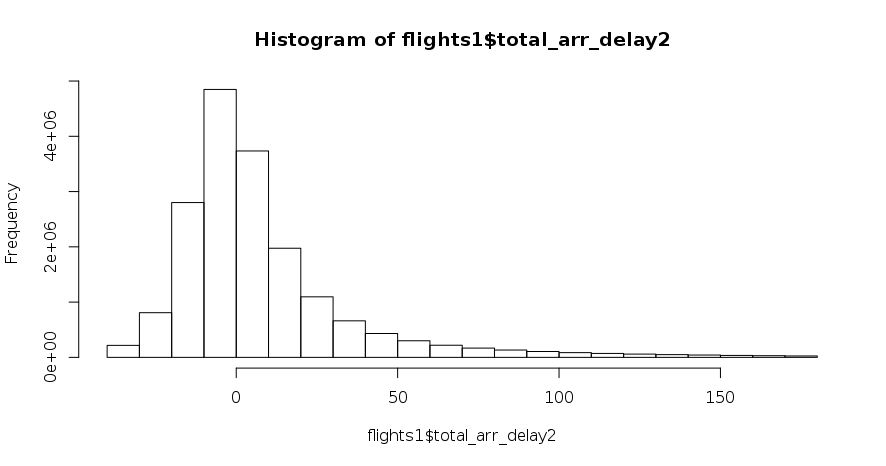 Histogram of flights1$total_arr_delay2
Frequency
4e+06
2e+06
0e+00
0 50 100 150
flights1$total_arr_delay2